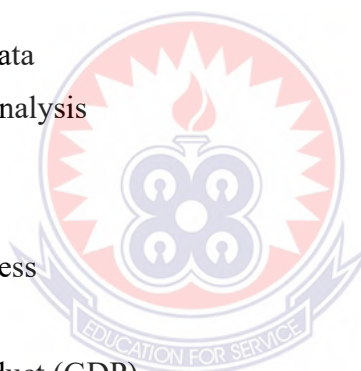 ata
nalysis
ess
EDUCATION FOR SERVICE
duct (GDP)